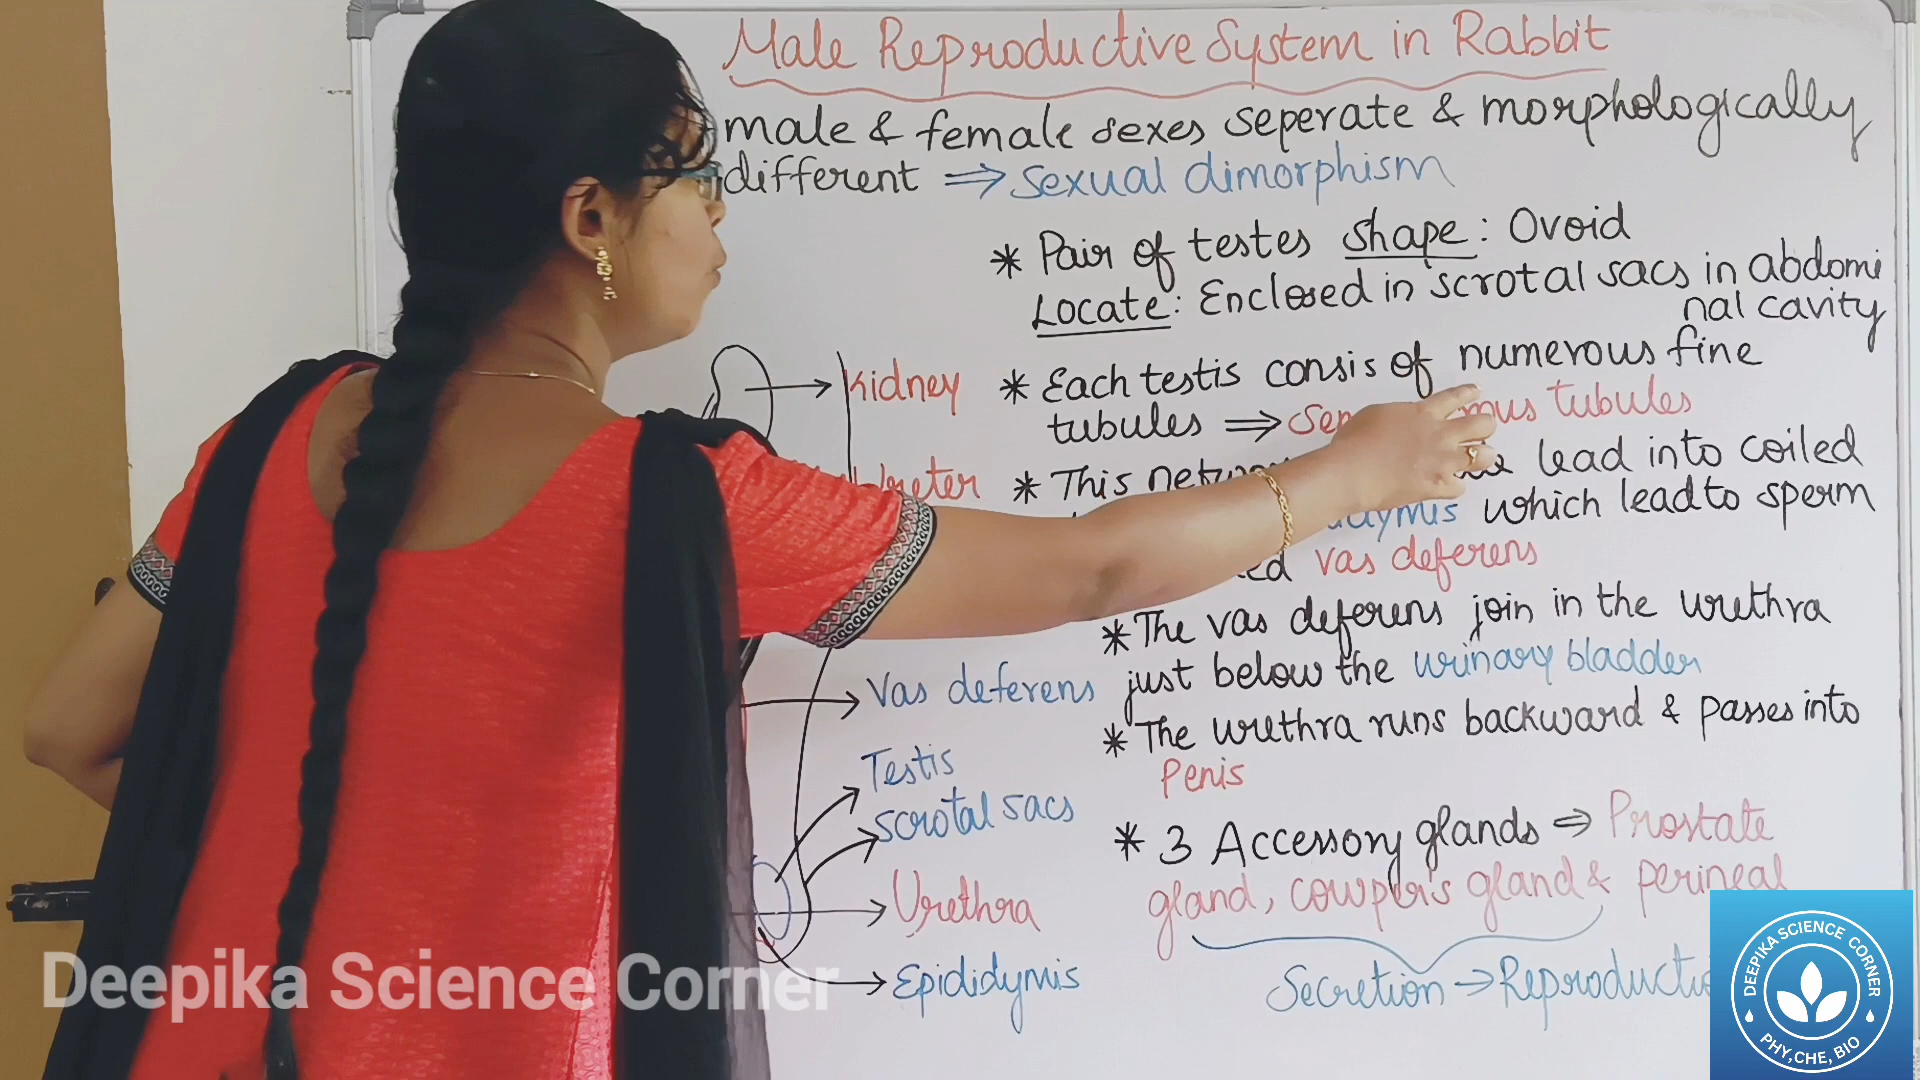 Male Reproductive System in Rabbit
male & female sexes seperate & morphologically
different ⇒ sexual dimorphism
* Pair of testes shape: Ovoid
Locate: Enclosed in scrotal sacs in abdomi
nal cavity
* Each testis consis of numerous fine
tubules ⇒ tubules
* This lead into coiled
which lead to sperm
vas deferens
* The vas deferens join in the urethra
just below the urinary bladder
* The urethra runs backward & passes into
Penis
* 3 Accessory glands ⇒ Prostate
gland, cowper's gland & perineal
Secretion → Reproducti
kidney
Ureter
Vas deferens
Testis
scrotal sacs
Urethra
Epididymis
Deepika Science Corner
DEEPIKA SCIENCE CORNER
PHY, CHE, BIO